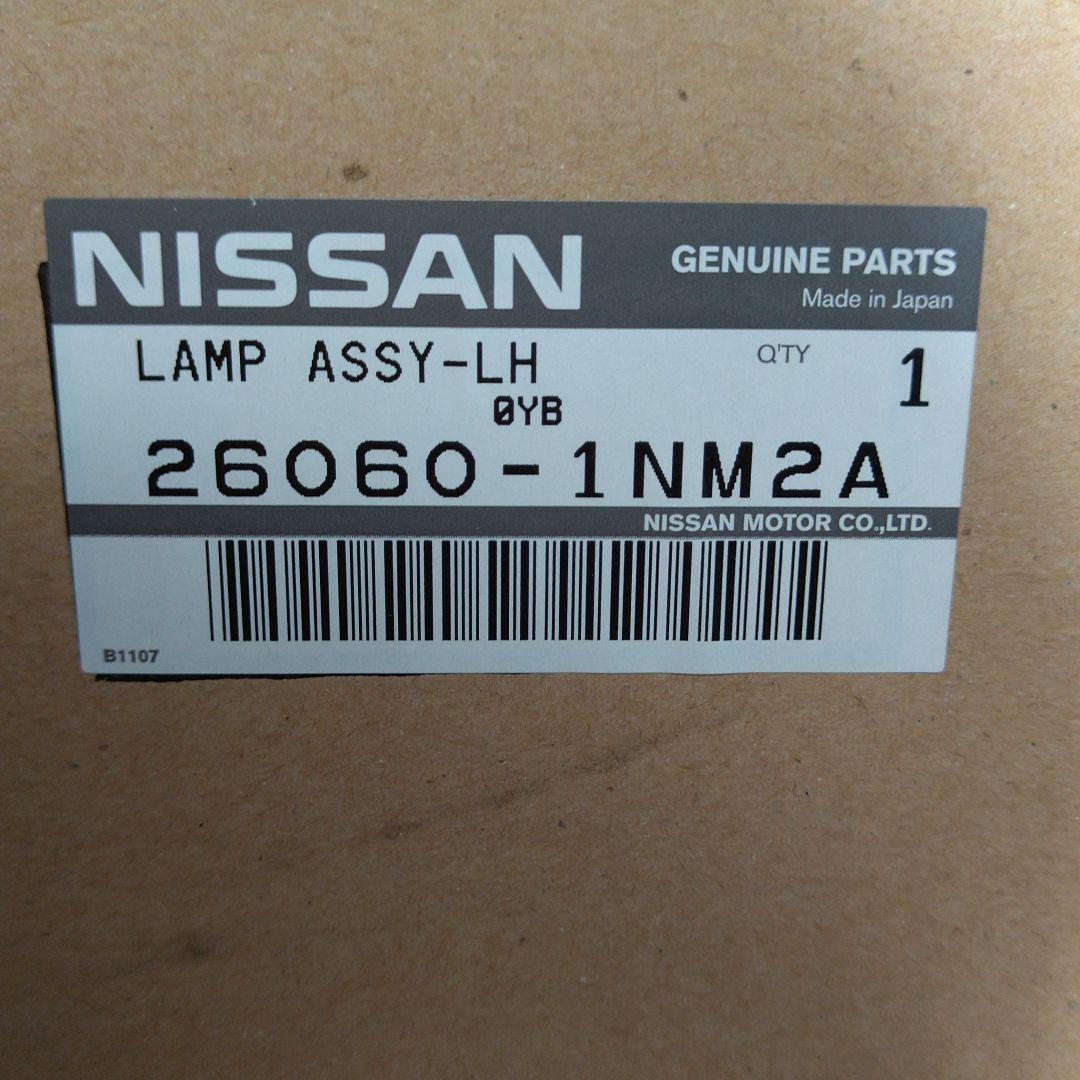 NISSAN
GENUINE PARTS
Made in Japan
LAMP ASSY-LH
Q'TY 1
0YB
26060-1NM2A
NISSAN MOTOR CO.,LTD.
B1107